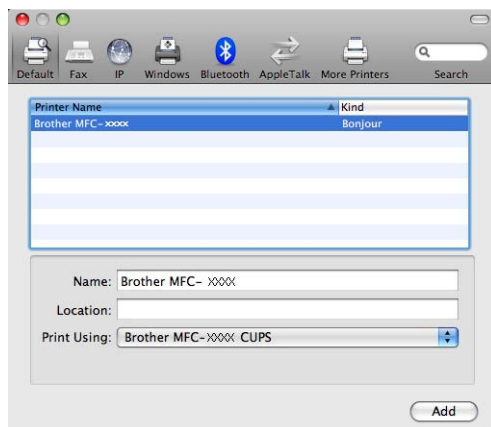 Default Fax IP Windows Bluetooth AppleTalk More Printers Search
Printer Name Kind
Brother MFC-xxxx Bonjour
Name: Brother MFC- XXXX
Location:
Print Using: Brother MFC-XXXX CUPS
Add